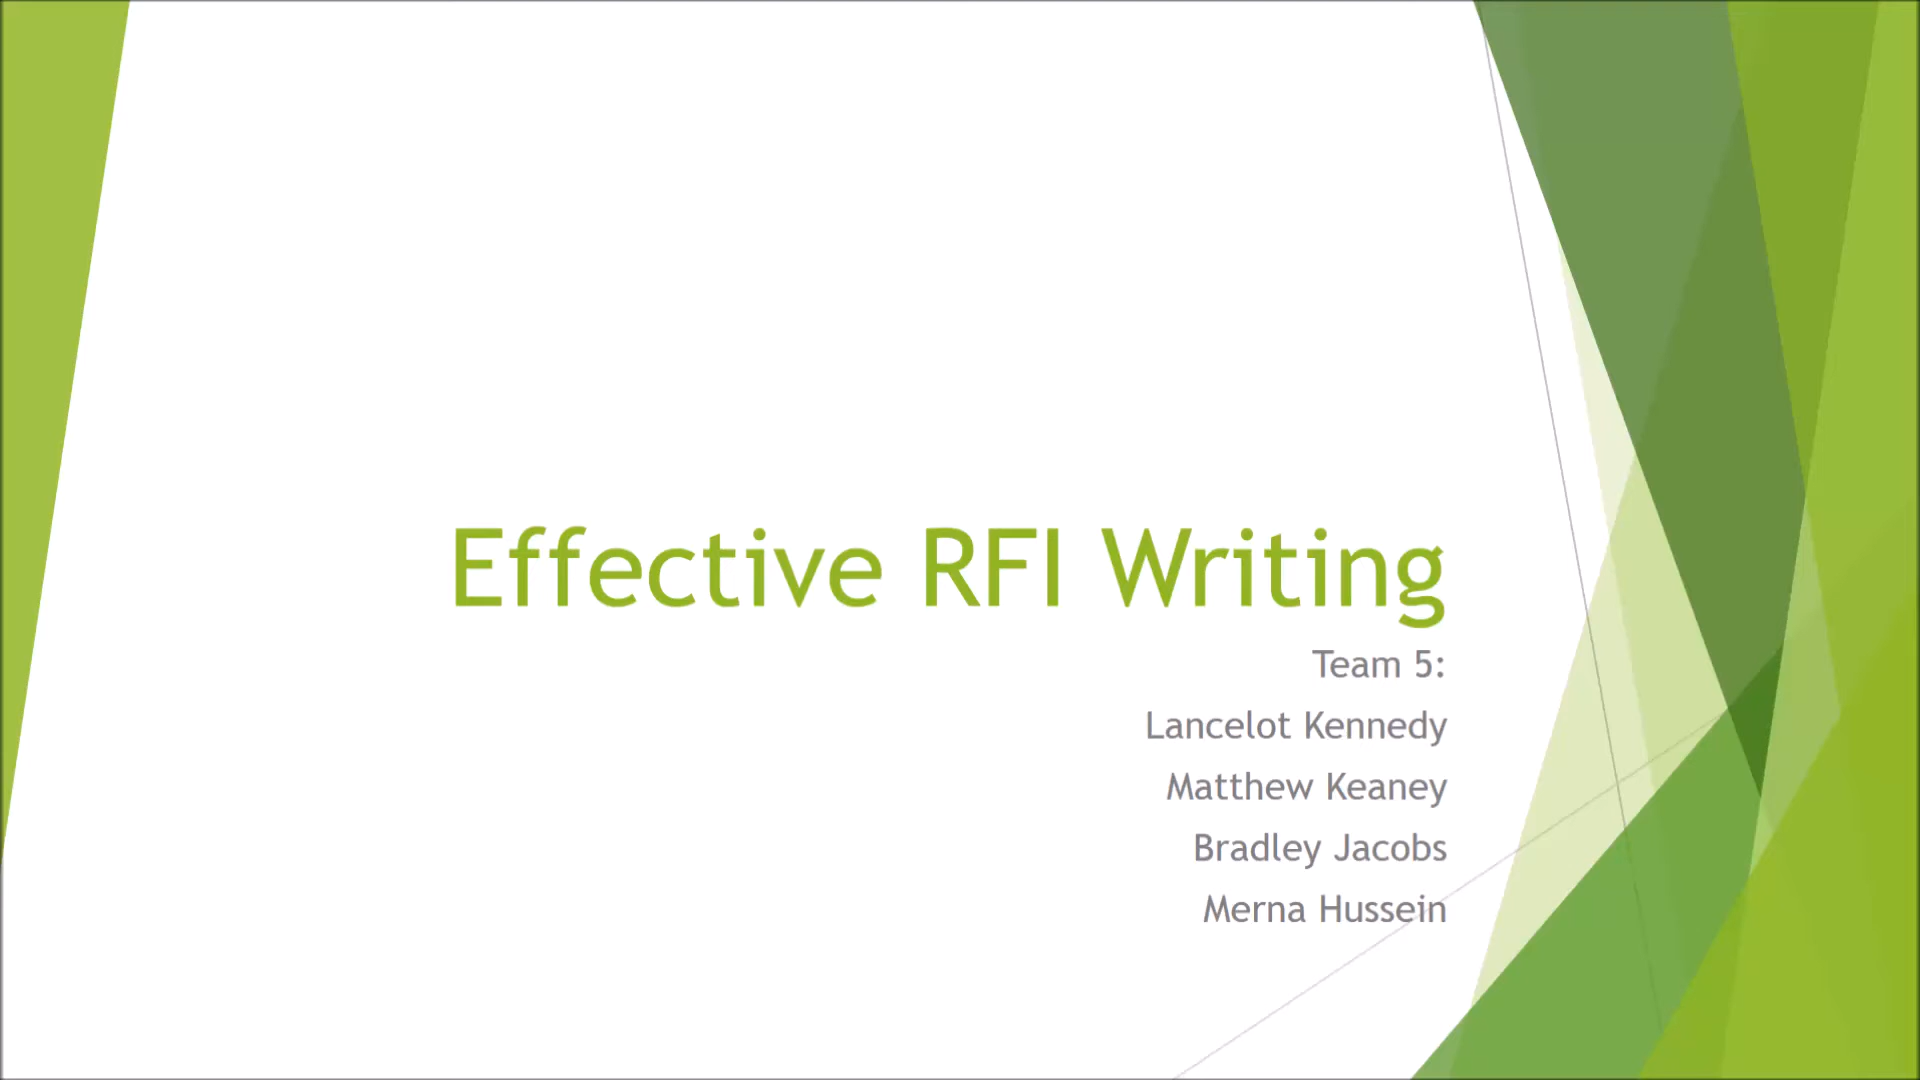 Effective RFI Writing
Team 5:
Lancelot Kennedy
Matthew Keaney
Bradley Jacobs
Merna Hussein